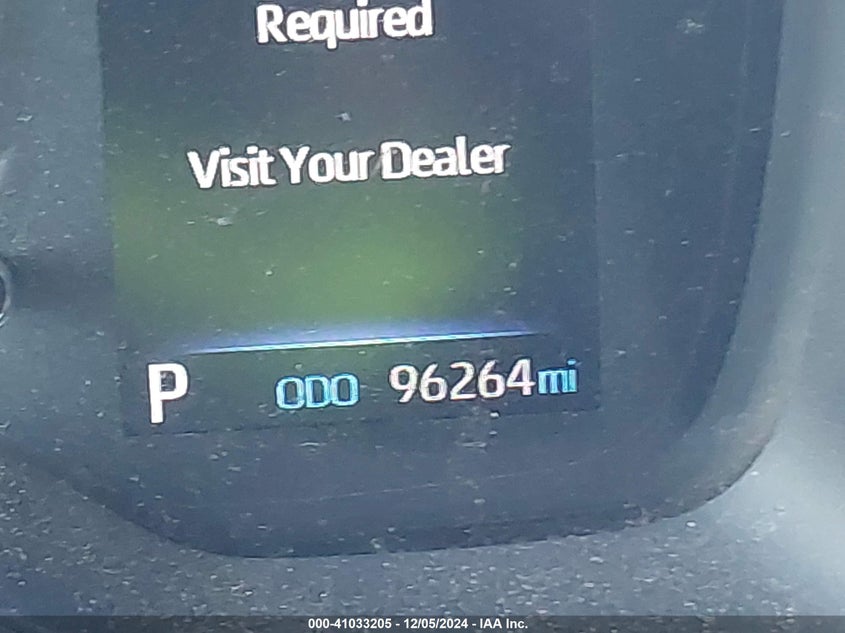 Required
Visit Your Dealer
P ODO 96264mi
000-41033205 - 12/05/2024 - IAA Inc.